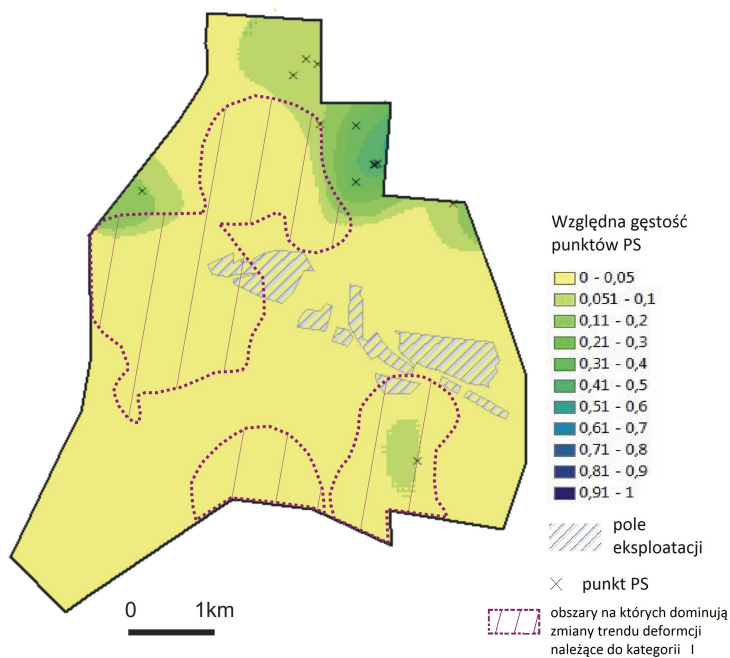 Względna gęstość
punktów PS
0 - 0,05
0,051 - 0,1
0,11 - 0,2
0,21 - 0,3
0,31 - 0,4
0,41 - 0,5
0,51 - 0,6
0,61 - 0,7
0,71 - 0,8
0,81 - 0,9
0,91 - 1
pole
eksploatacji
punkt PS
obszary na których dominują
zmiany trendu deformcji
należące do kategorii I
0 1km